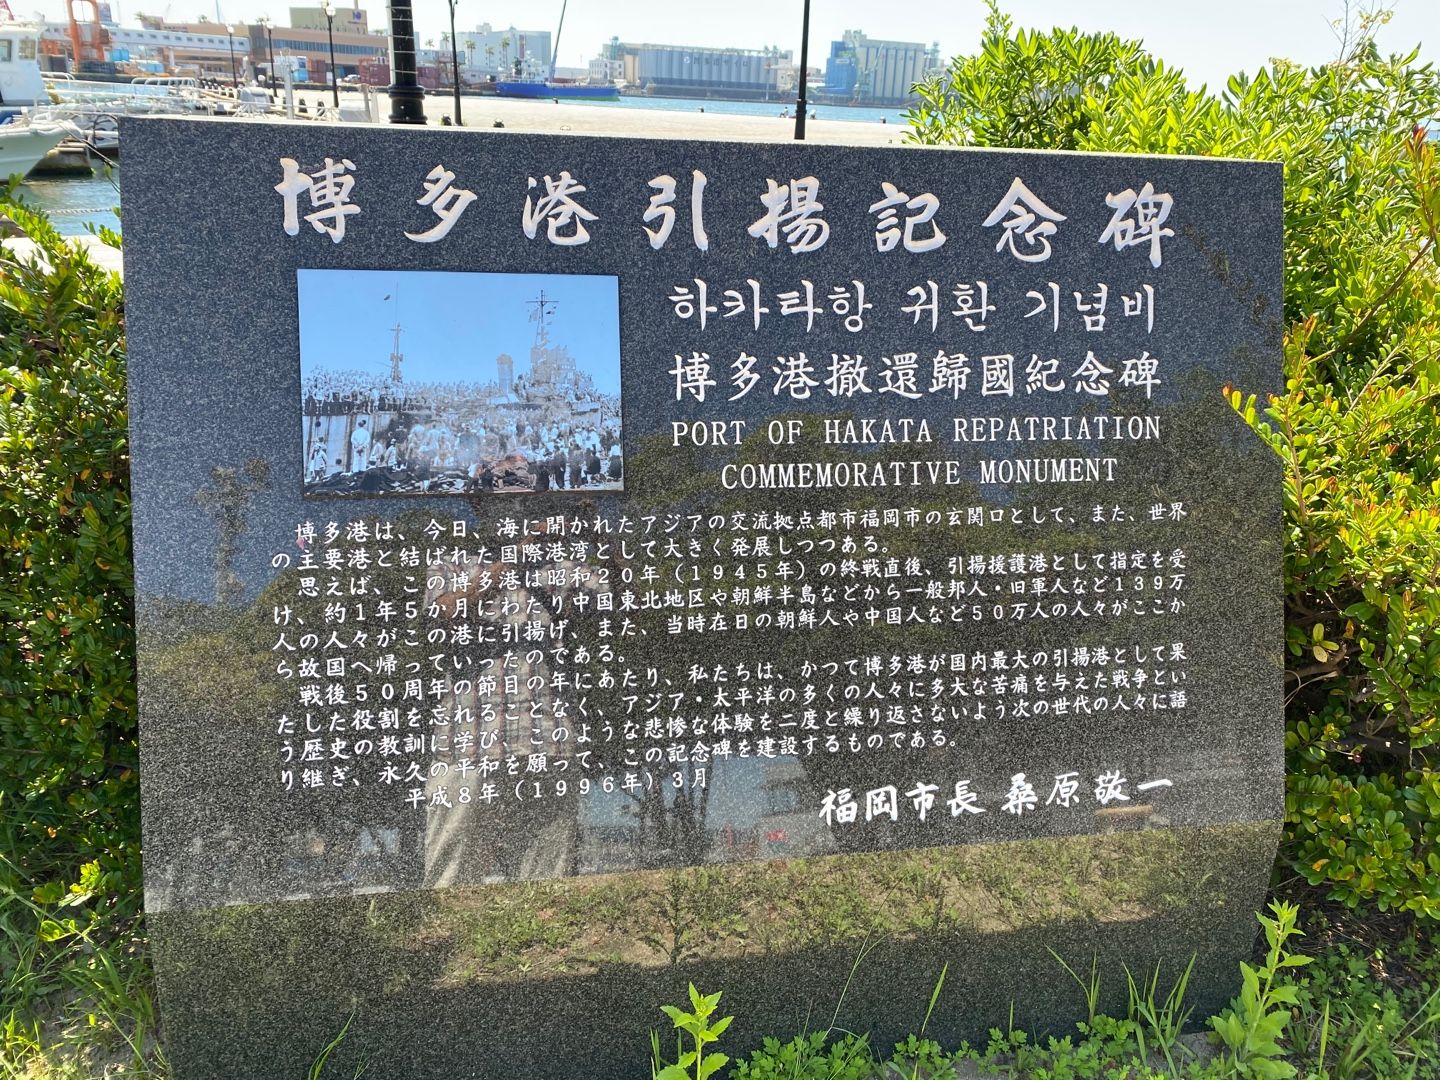 博多港引揚記念碑
하카타항 귀환 기념비
博多港撤還歸國紀念碑
PORT OF HAKATA REPATRIATION
COMMEMORATIVE MONUMENT
博多港は、今日、海に開かれたアジアの交流拠点都市福岡市の玄関口として、また、世界
の主要港と結ばれた国際港湾として大きく発展しつつある。
思えば、この博多港は昭和20年(1945年)の終戦直後、引揚援護港として指定を受
け、約1年5か月にわたり中国東北地区や朝鮮半島などから一般邦人・旧軍人など139万
人の人々がこの港に引揚げ、また、当時在日の朝鮮人や中国人など50万人の人々がここか
ら故国へ帰っていったのである。
戦後50周年の節目の年にあたり、私たちは、かつて博多港が国内最大の引揚港として果
たした役割を忘れることなく、アジア・太平洋の多くの人々に多大な苦痛を与えた戦争とい
う歴史の教訓に学び、このような悲惨な体験を二度と繰り返さないよう次の世代の人々に語
り継ぎ、永久の平和を願って、この記念碑を建設するものである。
平成8年(1996年)3月
福岡市長 桑原敬一